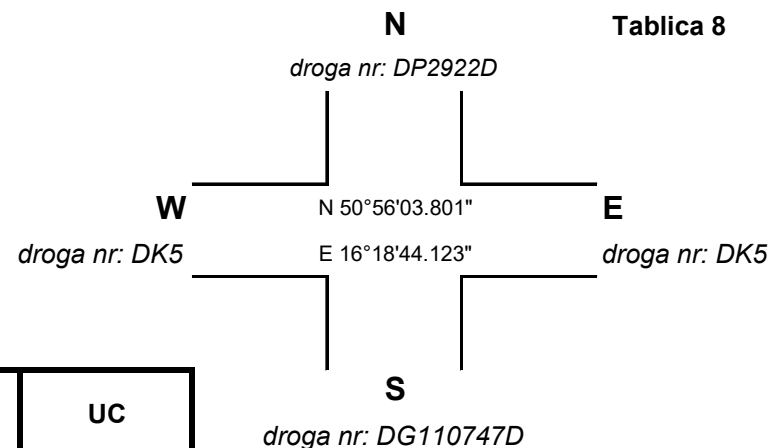 N
Tablica 8
droga nr: DP2922D
W
N 50°56'03.801"
E
droga nr: DK5
E 16°18'44.123"
droga nr: DK5
S
UC
droga nr: DG110747D